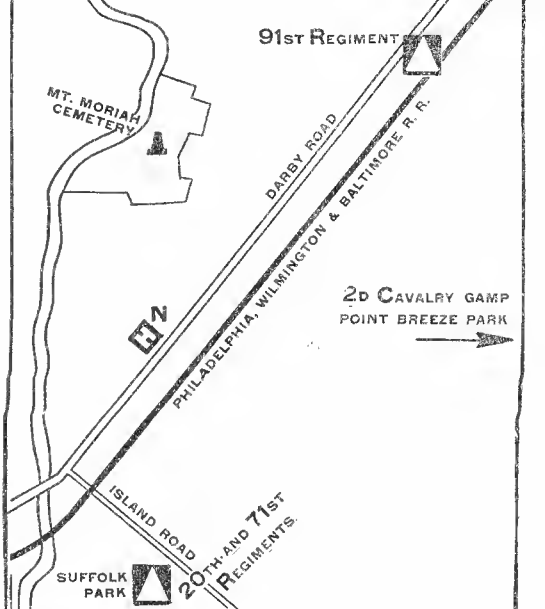 91ST REGIMENT
MT. MORIAH
CEMETERY
DARBY ROAD
PHILADELPHIA, WILMINGTON & BALTIMORE R. R.
2D CAVALRY GAMP
POINT BREEZE PARK
H N
ISLAND ROAD
20TH AND 71ST
REGIMENTS.
SUFFOLK
PARK